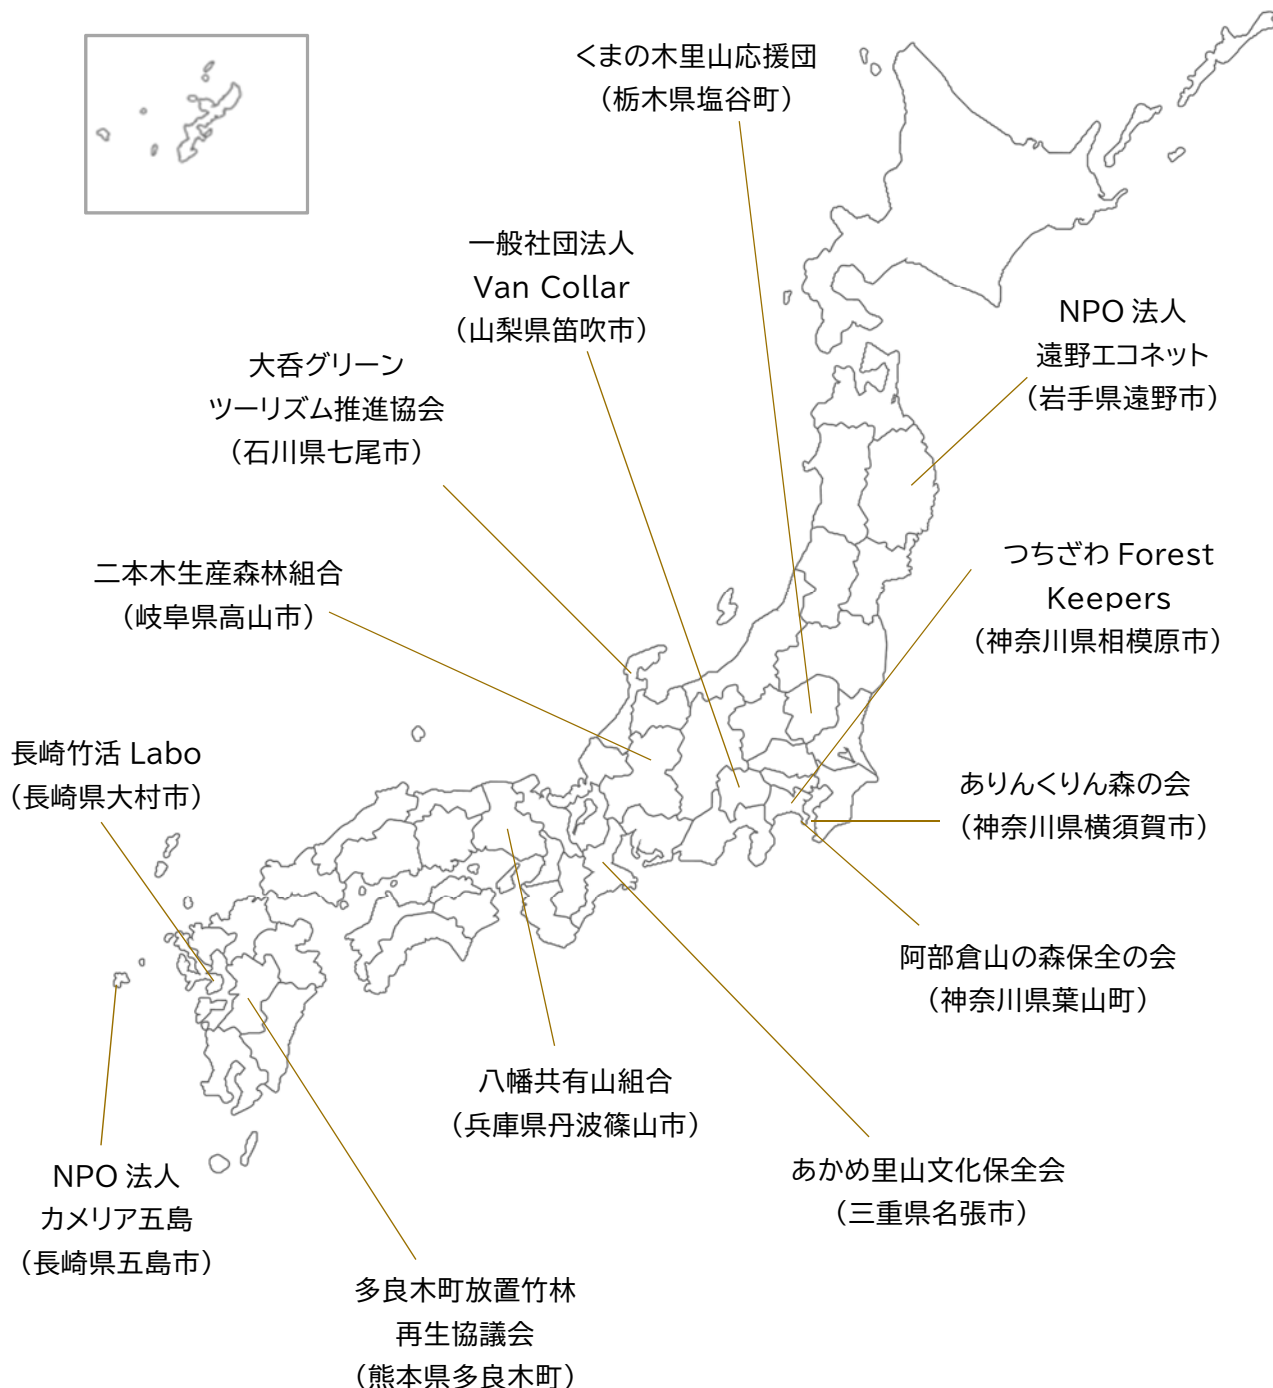 くまの木里山応援団
（栃木県塩谷町）
一般社団法人
Van Collar
（山梨県笛吹市）
NPO 法人
遠野エコネット
（岩手県遠野市）
大呑グリーン
ツーリズム推進協会
（石川県七尾市）
つちざわ Forest
Keepers
（神奈川県相模原市）
二本木生産森林組合
（岐阜県高山市）
長崎竹活 Labo
（長崎県大村市）
ありんくりん森の会
（神奈川県横須賀市）
阿部倉山の森保全の会
（神奈川県葉山町）
八幡共有山組合
（兵庫県丹波篠山市）
あかめ里山文化保全会
（三重県名張市）
NPO 法人
カメリア五島
（長崎県五島市）
多良木町放置竹林
再生協議会
（熊本県多良木町）